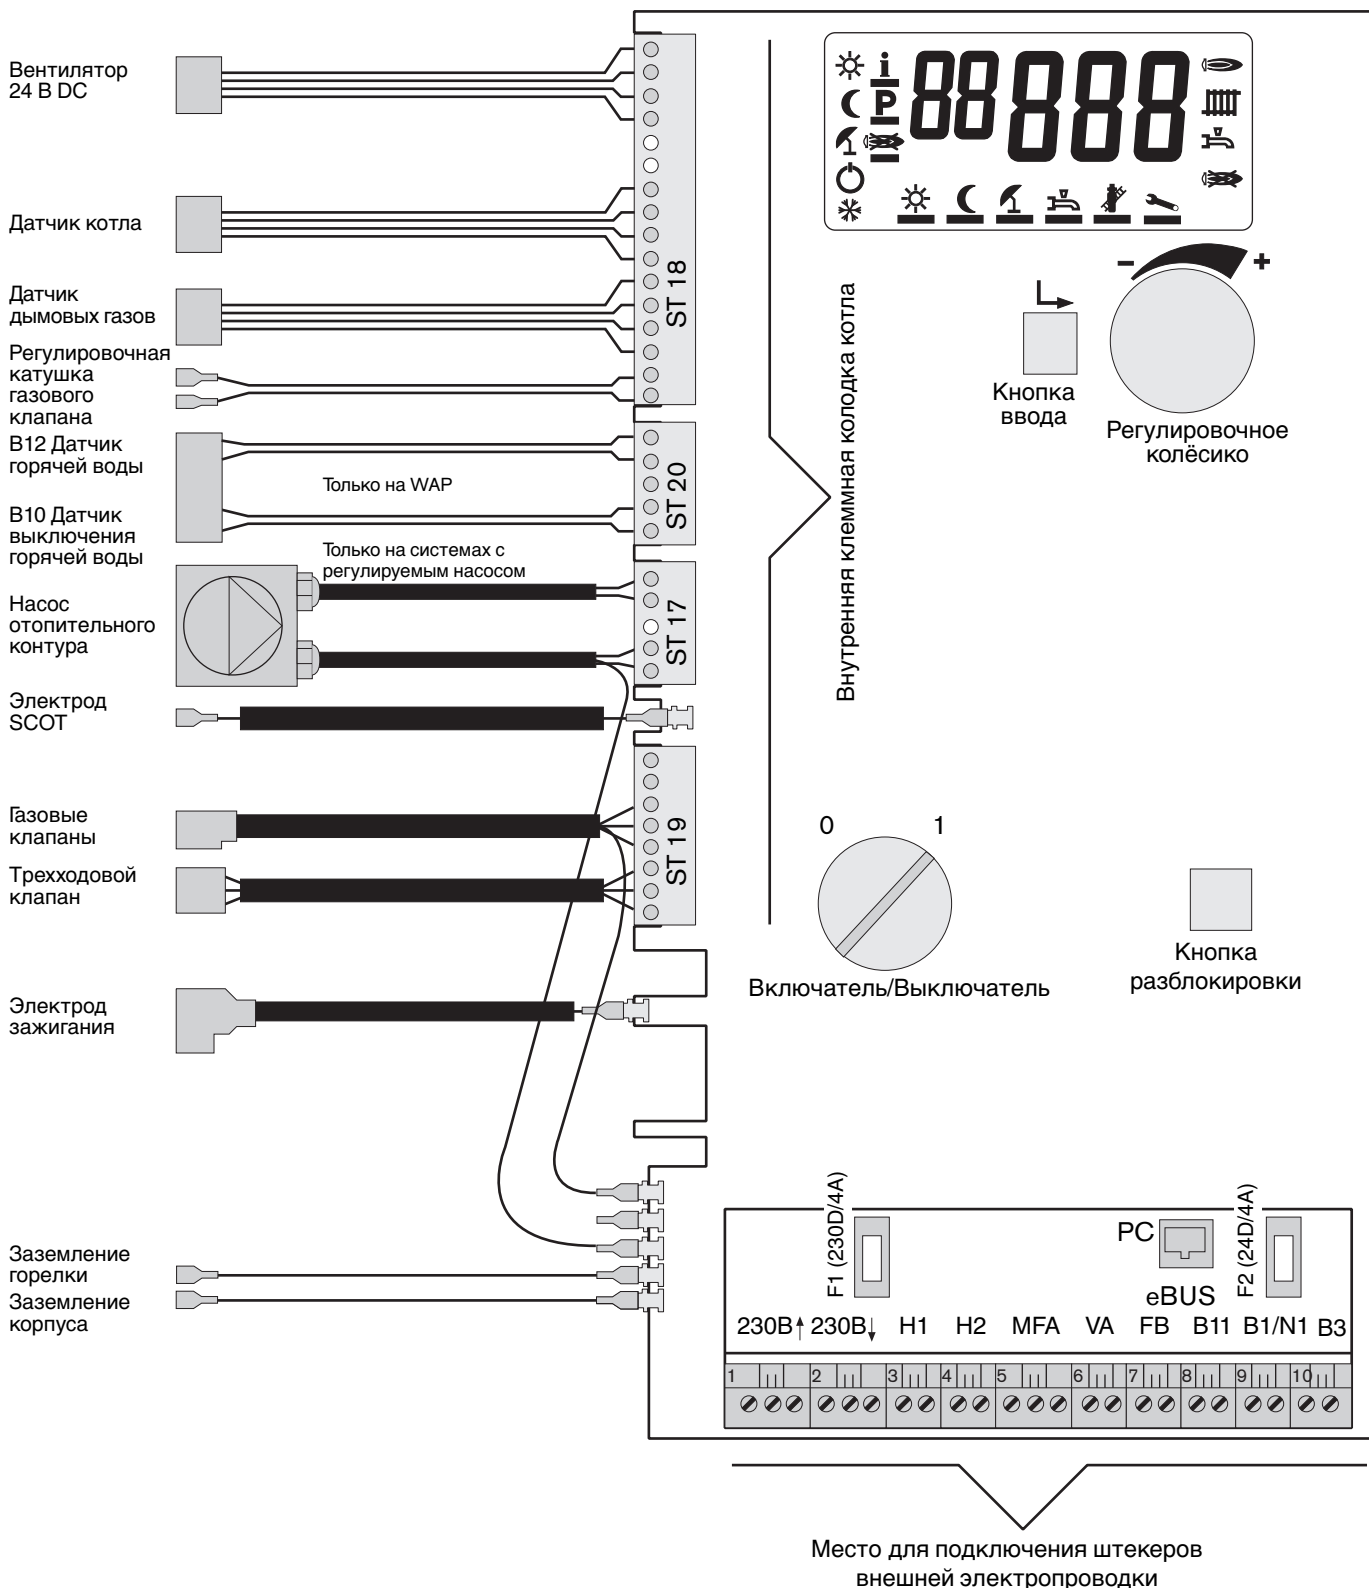 Вентилятор
24 В DC
Датчик котла
Датчик
дымовых газов
Регулировочная
катушка
газового
клапана
B12 Датчик
горячей воды
B10 Датчик
выключения
горячей воды
Насос
отопительного
контура
Электрод
SCOT
Газовые
клапаны
Трехходовой
клапан
Электрод
зажигания
Заземление
горелки
Заземление
корпуса
Только на WAP
Только на системах с
регулируемым насосом
ST 18
ST 20
ST 17
ST 19
Внутренняя клеммная колодка котла
i
P
88 888
- +
Кнопка
ввода
Регулировочное
колёсико
0 1
Включатель/Выключатель
Кнопка
разблокировки
F1 (230D/4A)
PC
F2 (24D/4A)
eBUS
230В 230В H1 H2 MFA VA FB B11 B1/N1 B3
1 2 3 4 5 6 7 8 9 10
Место для подключения штекеров
внешней электропроводки